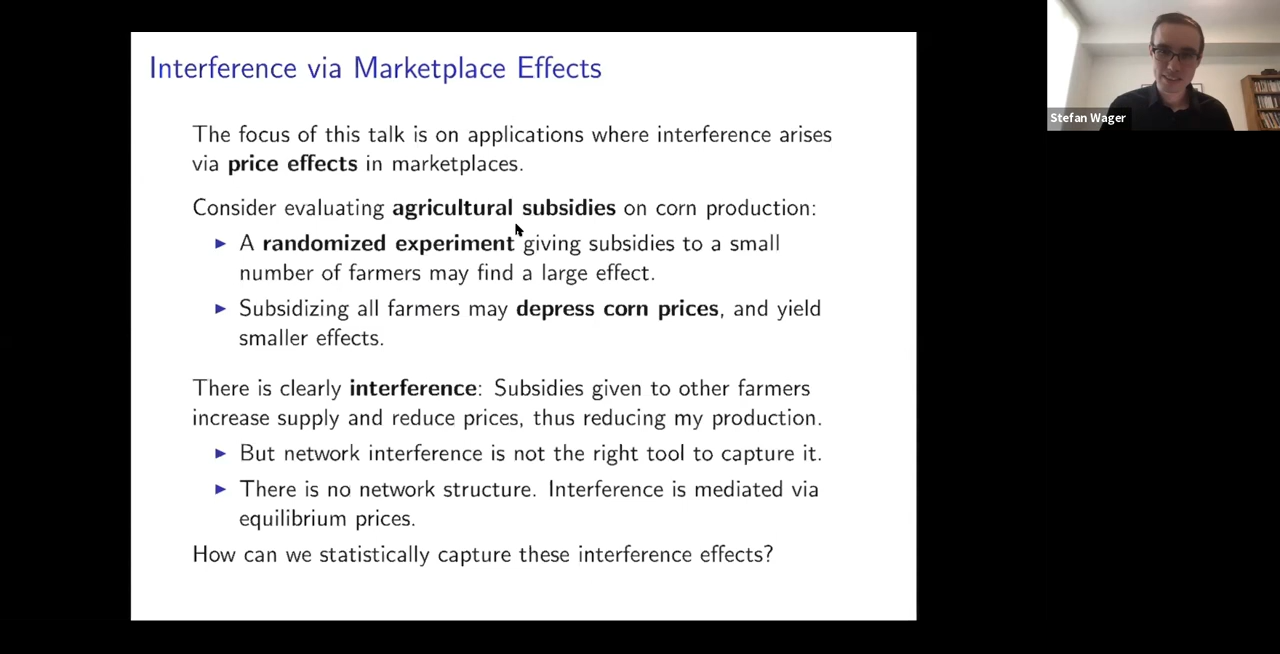 Interference via Marketplace Effects
The focus of this talk is on applications where interference arises
via price effects in marketplaces.
Consider evaluating agricultural subsidies on corn production:
▶ A randomized experiment giving subsidies to a small
number of farmers may find a large effect.
▶ Subsidizing all farmers may depress corn prices, and yield
smaller effects.
There is clearly interference: Subsidies given to other farmers
increase supply and reduce prices, thus reducing my production.
▶ But network interference is not the right tool to capture it.
▶ There is no network structure. Interference is mediated via
equilibrium prices.
How can we statistically capture these interference effects?
Stefan Wager